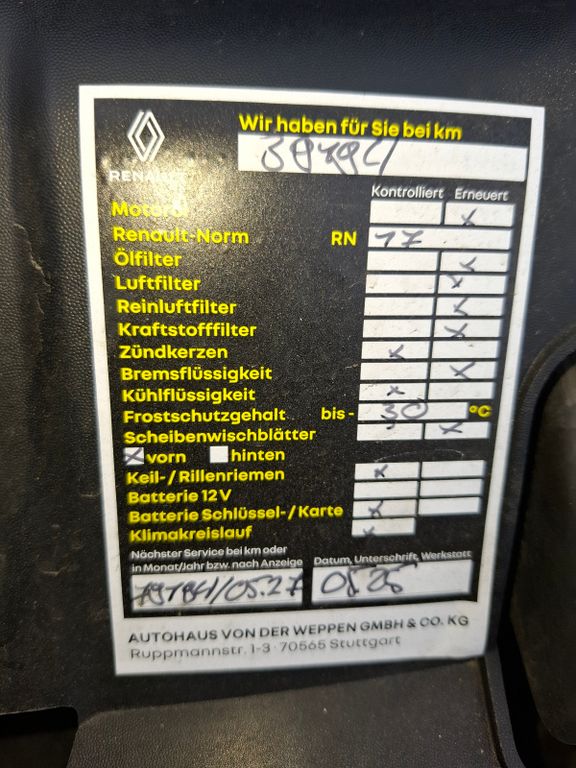 Wir haben für Sie bei km
RENAULT
Kontrolliert Erneuert
Motoröl x
Renault-Norm RN 17
Ölfilter x
Luftfilter x
Reinluftfilter x
Kraftstofffilter x
Zündkerzen x
Bremsflüssigkeit x
Kühlflüssigkeit x
Frostschutzgehalt bis - 30 °C
Scheibenwischblätter x
x vorn hinten
Keil-/Rillenriemen x
Batterie 12V
Batterie Schlüssel-/Karte x
Klimakreislauf x
Nächster Service bei km oder
in Monat/Jahr bzw. nach Anzeige
Datum, Unterschrift, Werkstatt
/05.27 05.25
AUTOHAUS VON DER WEPPEN GMBH & CO. KG
Ruppmannstr. 1-3 · 70565 Stuttgart